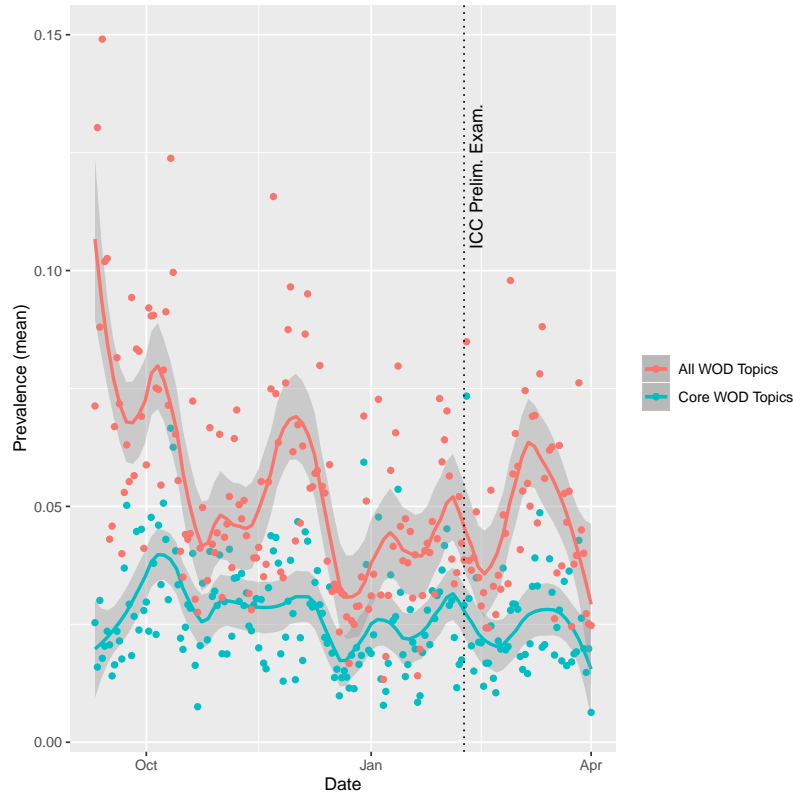 0.15
0.10
0.05
0.00
Prevalence (mean)
ICC Prelim. Exam.
Oct
Jan
Apr
Date
All WOD Topics
Core WOD Topics